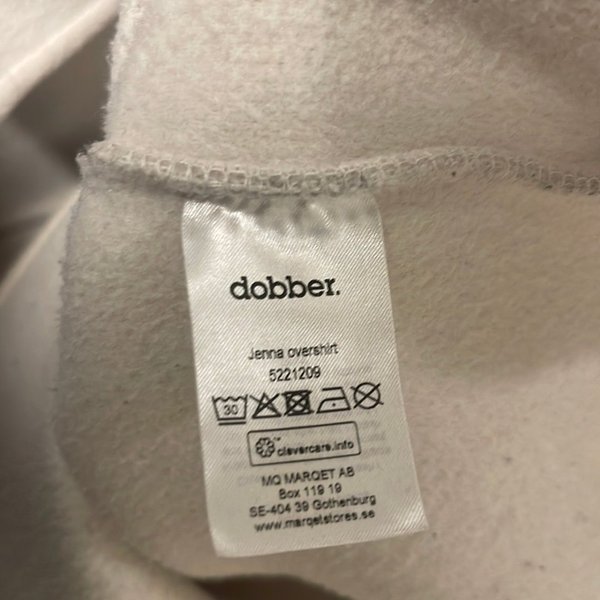 dobber.
Jenna overshirt
5221209
30
clevercare.info
MQ MARQET AB
Box 119 19
SE-404 39 Gothenburg
www.marqetstores.se